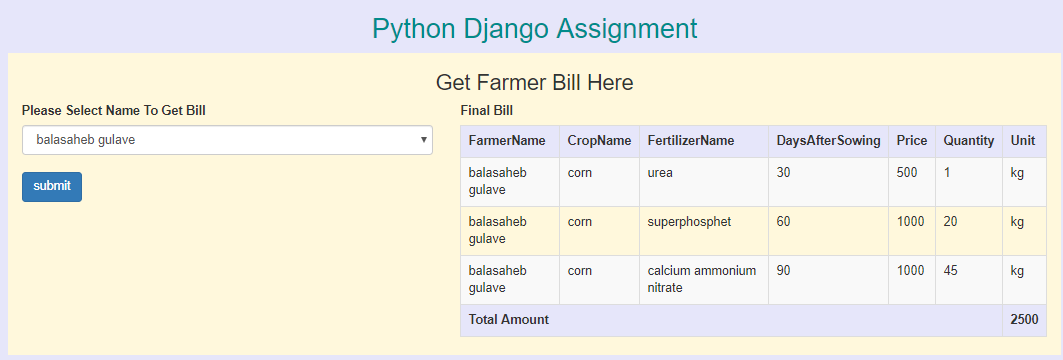 Python Django Assignment
Get Farmer Bill Here
Please Select Name To Get Bill
balasaheb gulave
submit
Final Bill
FarmerName CropName FertilizerName DaysAfterSowing Price Quantity Unit
balasaheb gulave corn urea 30 500 1 kg
balasaheb gulave corn superphosphet 60 1000 20 kg
balasaheb gulave corn calcium ammonium nitrate 90 1000 45 kg
Total Amount 2500